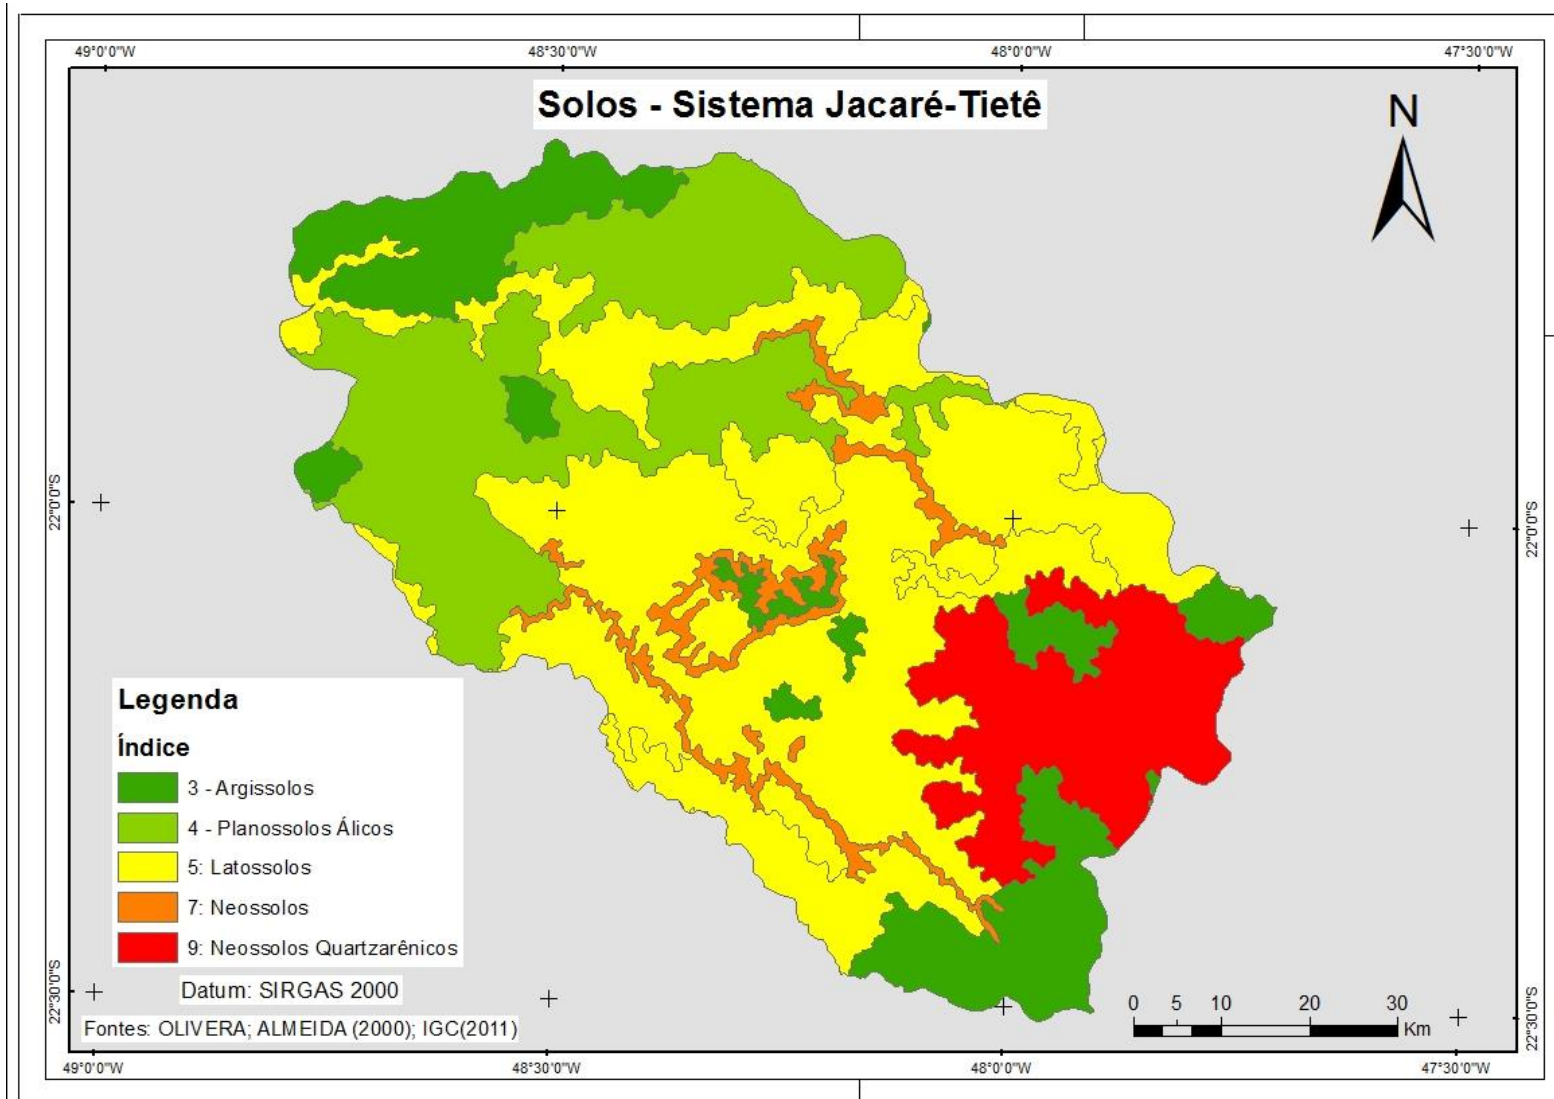 49°0'0"W 48°30'0"W 48°0'0"W 47°30'0"W
Solos - Sistema Jacaré-Tietê
N
22°0'0"S
22°0'0"S
Legenda
Índice
3 - Argissolos
4 - Planossolos Álicos
5: Latossolos
7: Neossolos
9: Neossolos Quartzarênicos
Datum: SIRGAS 2000
Fontes: OLIVERA; ALMEIDA (2000); IGC(2011)
22°30'0"S
0 5 10 20 30
Km
22°30'0"S
49°0'0"W 48°30'0"W 48°0'0"W 47°30'0"W